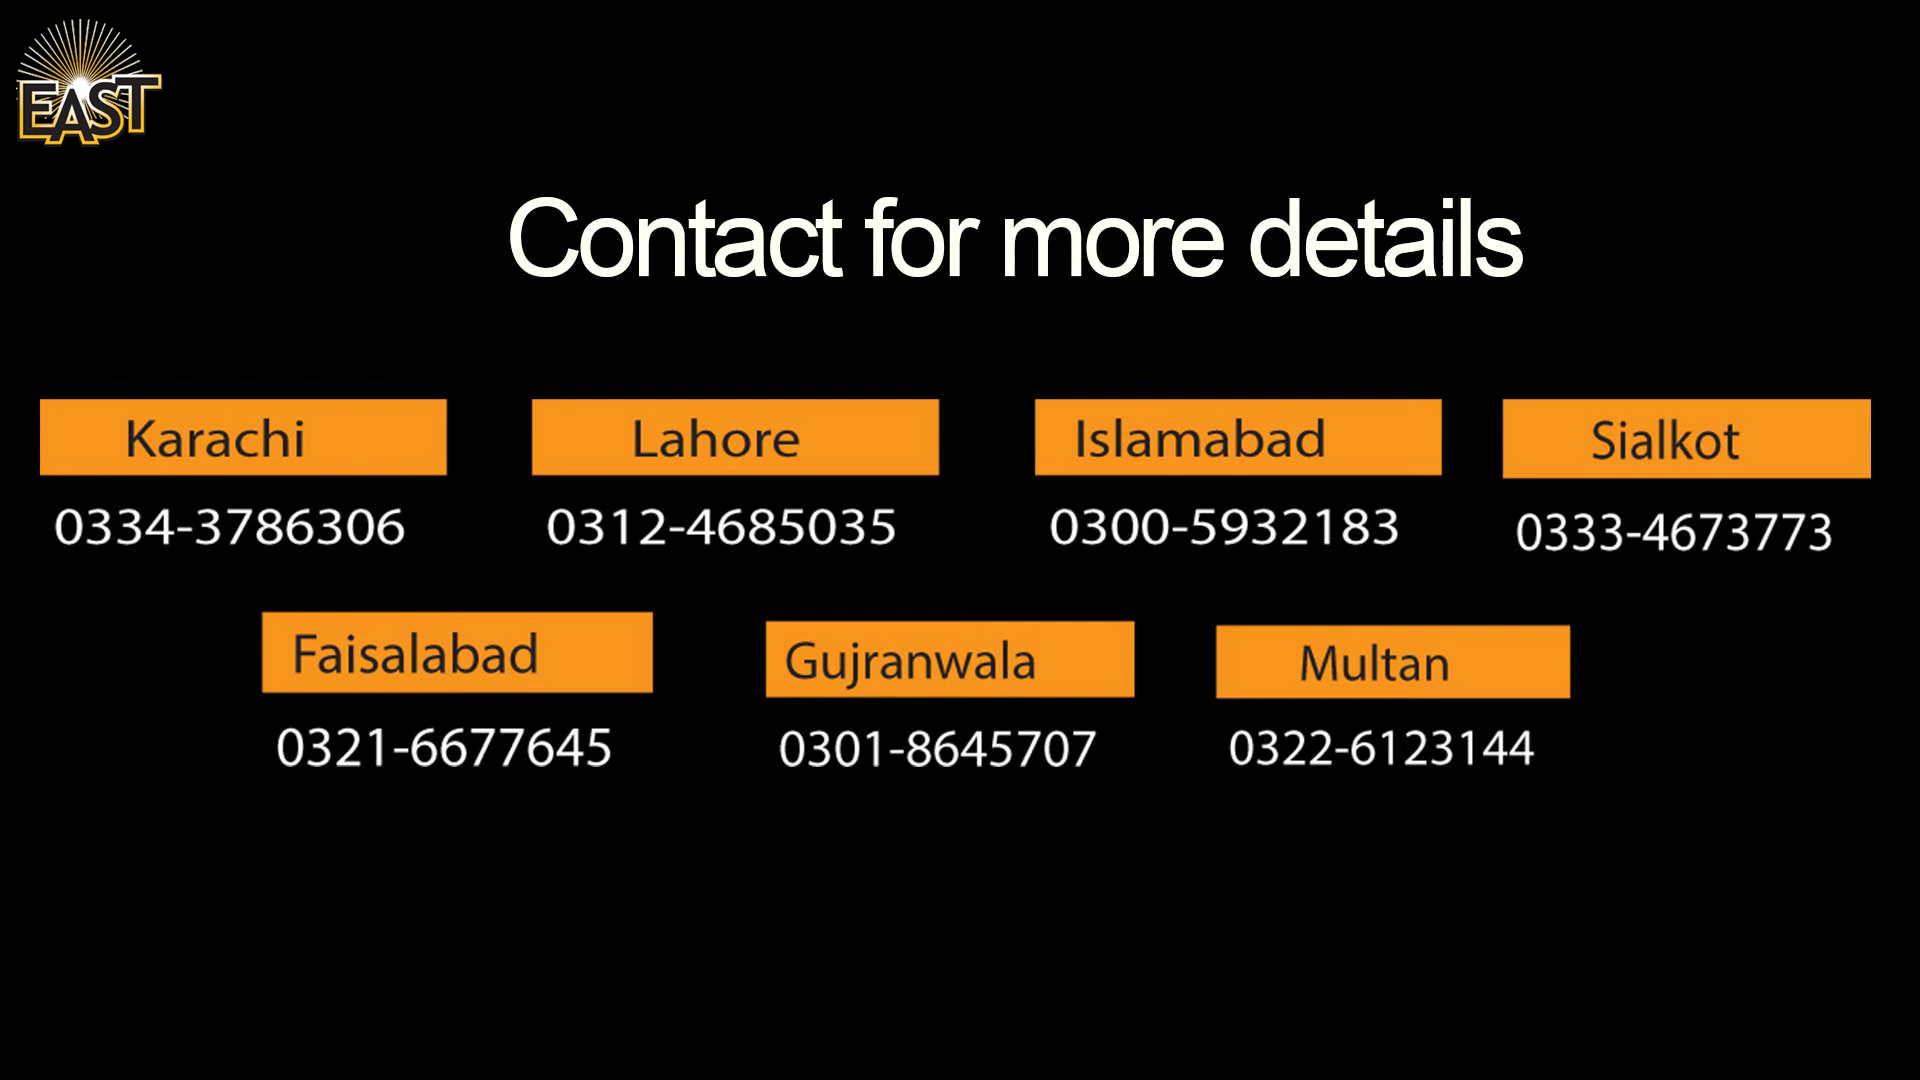 EAST
Contact for more details
Karachi
0334-3786306
Lahore
0312-4685035
Islamabad
0300-5932183
Sialkot
0333-4673773
Faisalabad
0321-6677645
Gujranwala
0301-8645707
Multan
0322-6123144